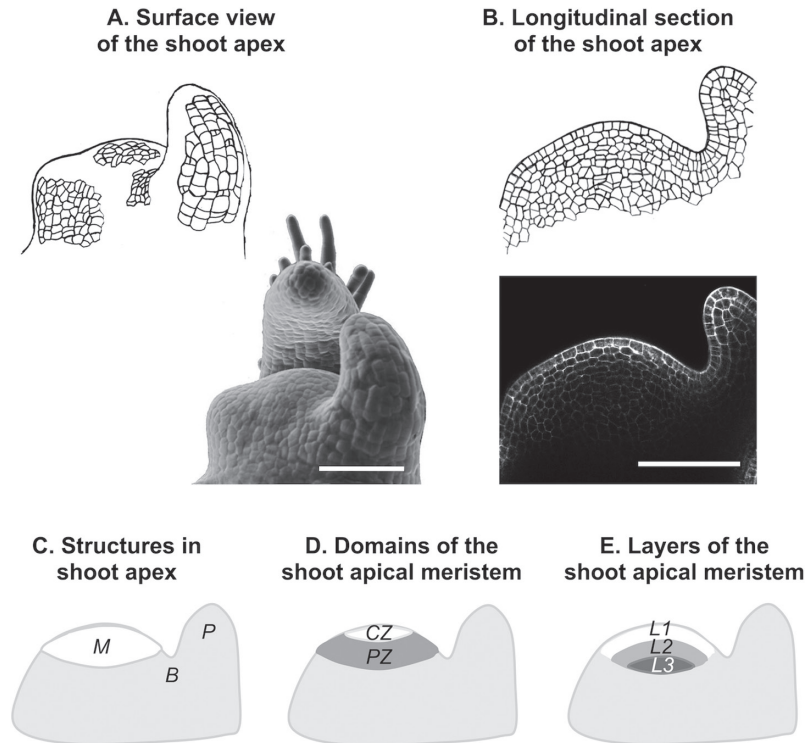 A. Surface view
of the shoot apex
B. Longitudinal section
of the shoot apex
C. Structures in
shoot apex
D. Domains of the
shoot apical meristem
E. Layers of the
shoot apical meristem
M
P
B
CZ
PZ
L1
L2
L3